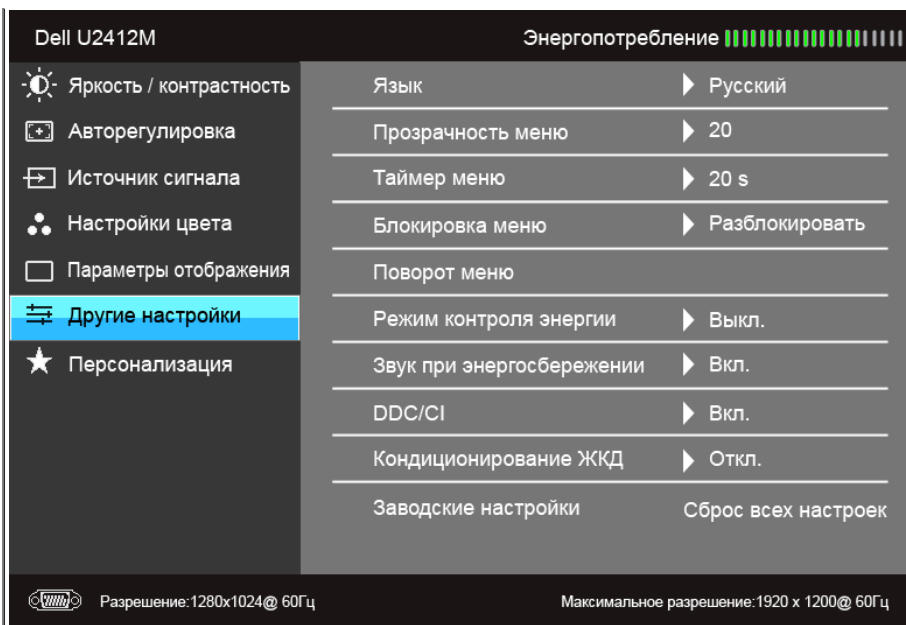 Dell U2412M
Энергопотребление
Яркость / контрастность
Авторегулировка
Источник сигнала
Настройки цвета
Параметры отображения
Другие настройки
Персонализация
Язык Русский
Прозрачность меню 20
Таймер меню 20 s
Блокировка меню Разблокировать
Поворот меню
Режим контроля энергии Выкл.
Звук при энергосбережении Вкл.
DDC/CI Вкл.
Кондиционирование ЖКД Откл.
Заводские настройки Сброс всех настроек
Разрешение:1280x1024@ 60Гц
Максимальное разрешение:1920 x 1200@ 60Гц